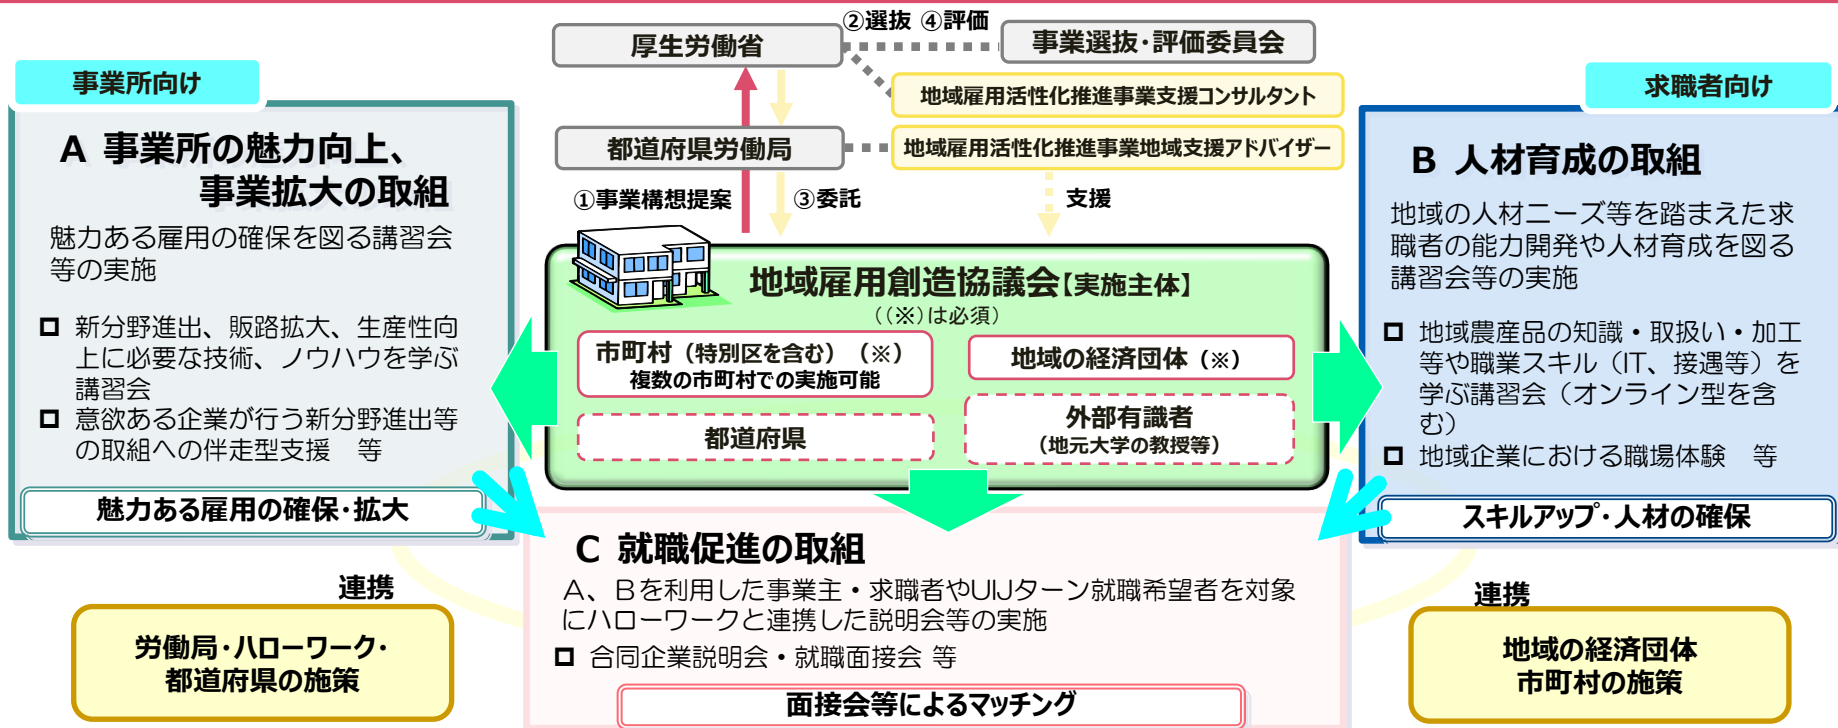 ②選抜 ④評価
厚生労働省
事業選抜・評価委員会
地域雇用活性化推進事業支援コンサルタント
都道府県労働局
地域雇用活性化推進事業地域支援アドバイザー
①事業構想提案
③委託
支援
事業所向け
A 事業所の魅力向上、
事業拡大の取組
魅力ある雇用の確保を図る講習会
等の実施
新分野進出、販路拡大、生産性向
上に必要な技術、ノウハウを学ぶ
講習会
意欲ある企業が行う新分野進出等
の取組への伴走型支援　等
魅力ある雇用の確保・拡大
地域雇用創造協議会【実施主体】
（（※）は必須）
市町村（特別区を含む）（※）
複数の市町村での実施可能
地域の経済団体（※）
都道府県
外部有識者
（地元大学の教授等）
求職者向け
B 人材育成の取組
地域の人材ニーズ等を踏まえた求
職者の能力開発や人材育成を図る
講習会等の実施
地域農産品の知識・取扱い・加工
等や職業スキル（IT、接遇等）を
学ぶ講習会（オンライン型を含
む）
地域企業における職場体験　等
スキルアップ・人材の確保
C 就職促進の取組
A、Bを利用した事業主・求職者やUIJターン就職希望者を対象
にハローワークと連携した説明会等の実施
合同企業説明会・就職面接会 等
面接会等によるマッチング
連携
労働局・ハローワーク・
都道府県の施策
連携
地域の経済団体
市町村の施策